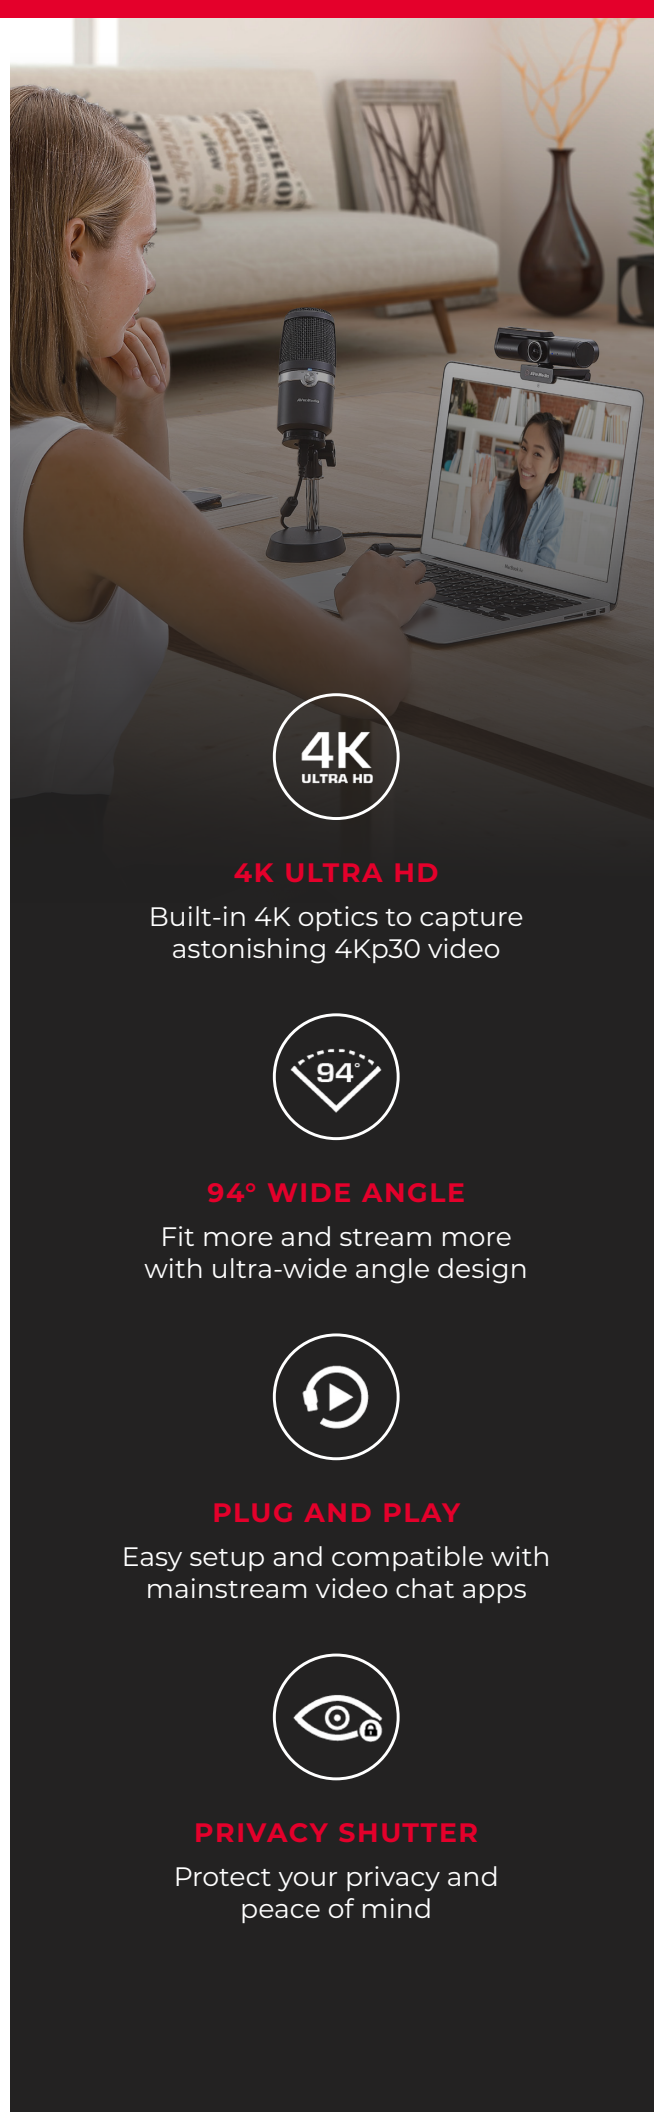 4K
ULTRA HD
4K ULTRA HD
Built-in 4K optics to capture
astonishing 4Kp30 video
94°
94° WIDE ANGLE
Fit more and stream more
with ultra-wide angle design
PLUG AND PLAY
Easy setup and compatible with
mainstream video chat apps
PRIVACY SHUTTER
Protect your privacy and
peace of mind